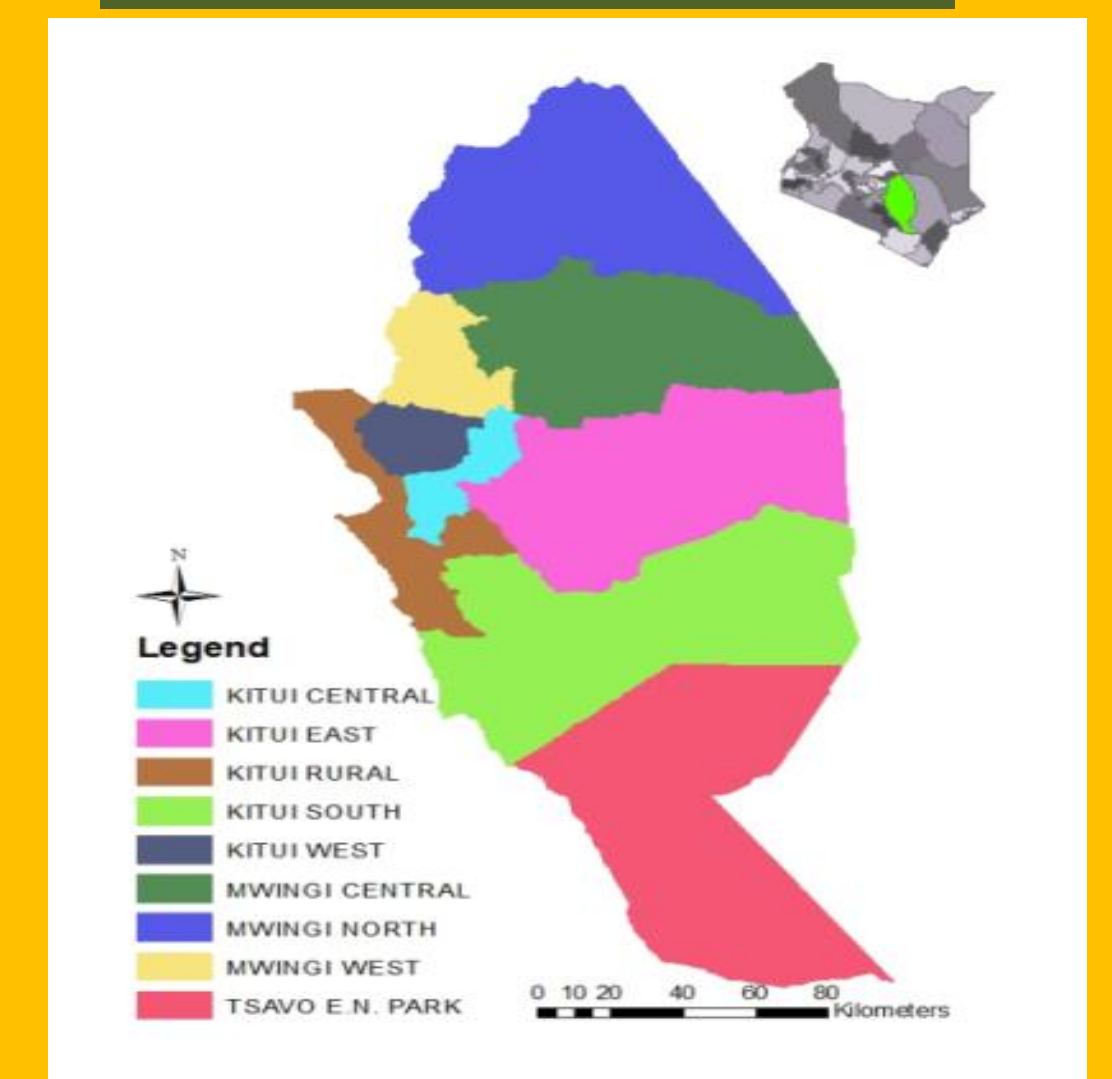 N
Legend
KITUI CENTRAL
KITUI EAST
KITUI RURAL
KITUI SOUTH
KITUI WEST
MWINGI CENTRAL
MWINGI NORTH
MWINGI WEST
TSAVO E.N. PARK
0 10 20 40 60 80
Kilometers